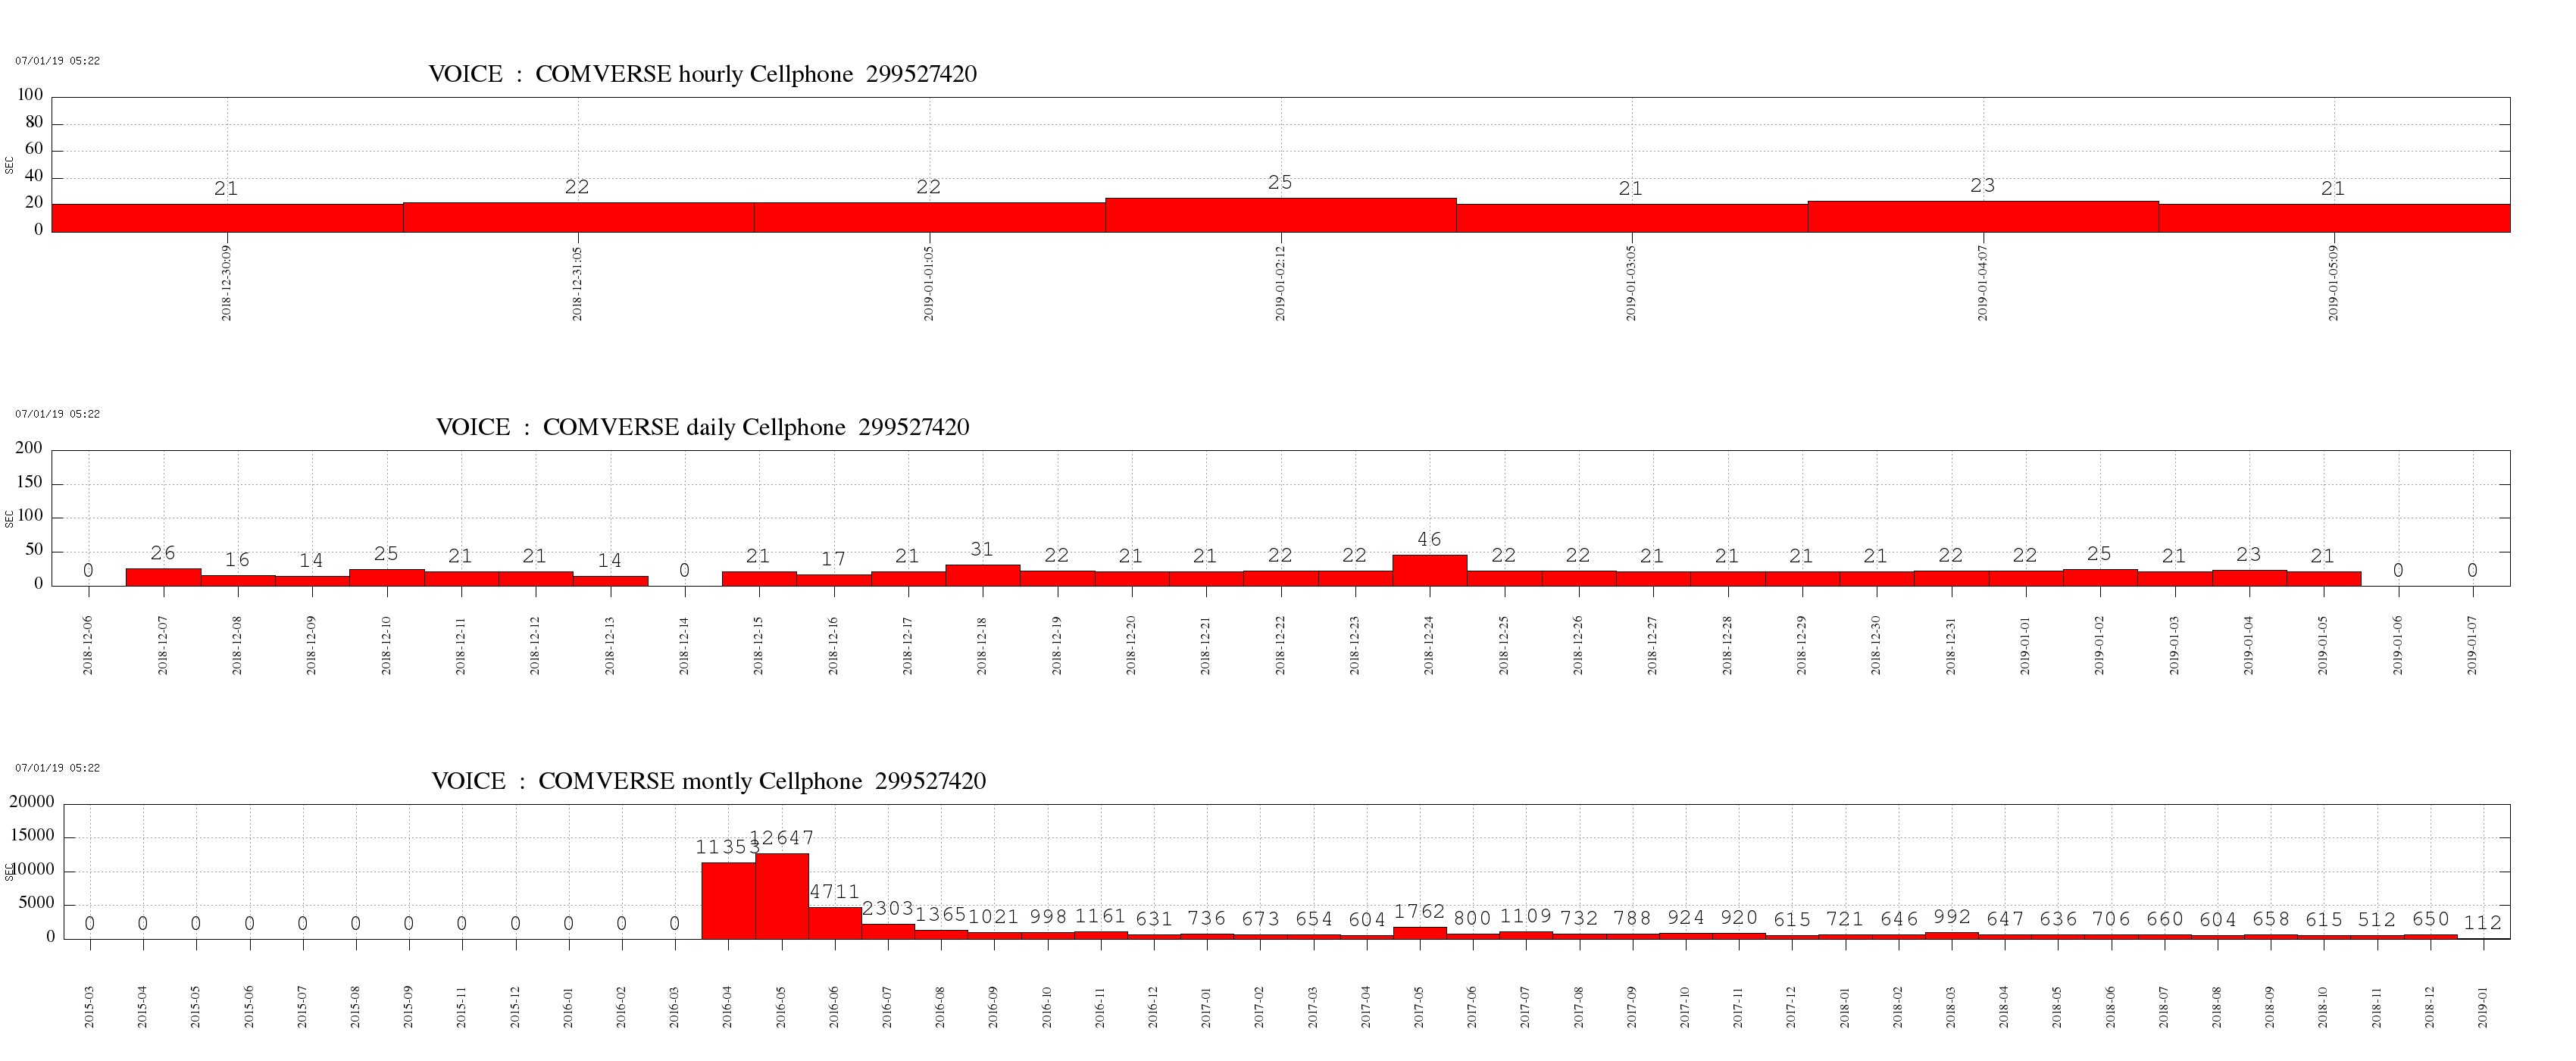 07/01/19 05:22
VOICE : COMVERSE hourly Cellphone 299527420
100
80
60
40
20
0
SEC
21 22 22 25 21 23 21
2018-12-30:09 2018-12-31:05 2019-01-01:05 2019-01-02:12 2019-01-03:05 2019-01-04:07 2019-01-05:09
07/01/19 05:22
VOICE : COMVERSE daily Cellphone 299527420
200
150
100
50
0
SEC
0 26 16 14 25 21 21 14 0 21 17 21 31 22 21 21 22 22 46 22 22 21 21 21 21 22 22 25 21 23 21 0 0
2018-12-06 2018-12-07 2018-12-08 2018-12-09 2018-12-10 2018-12-11 2018-12-12 2018-12-13 2018-12-14 2018-12-15 2018-12-16 2018-12-17 2018-12-18 2018-12-19 2018-12-20 2018-12-21 2018-12-22 2018-12-23 2018-12-24 2018-12-25 2018-12-26 2018-12-27 2018-12-28 2018-12-29 2018-12-30 2018-12-31 2019-01-01 2019-01-02 2019-01-03 2019-01-04 2019-01-05 2019-01-06 2019-01-07
07/01/19 05:22
VOICE : COMVERSE montly Cellphone 299527420
20000
15000
10000
5000
0
SEC
0 0 0 0 0 0 0 0 0 0 0 0 11353 12647 4711 2303 1365 1021 998 1161 631 736 673 654 604 1762 800 1109 732 788 924 920 615 721 646 992 647 636 706 660 604 658 615 512 650 112
2015-03 2015-04 2015-05 2015-06 2015-07 2015-08 2015-09 2015-11 2015-12 2016-01 2016-02 2016-03 2016-04 2016-05 2016-06 2016-07 2016-08 2016-09 2016-10 2016-11 2016-12 2017-01 2017-02 2017-03 2017-04 2017-05 2017-06 2017-07 2017-08 2017-09 2017-10 2017-11 2017-12 2018-01 2018-02 2018-03 2018-04 2018-05 2018-06 2018-07 2018-08 2018-09 2018-10 2018-11 2018-12 2019-01